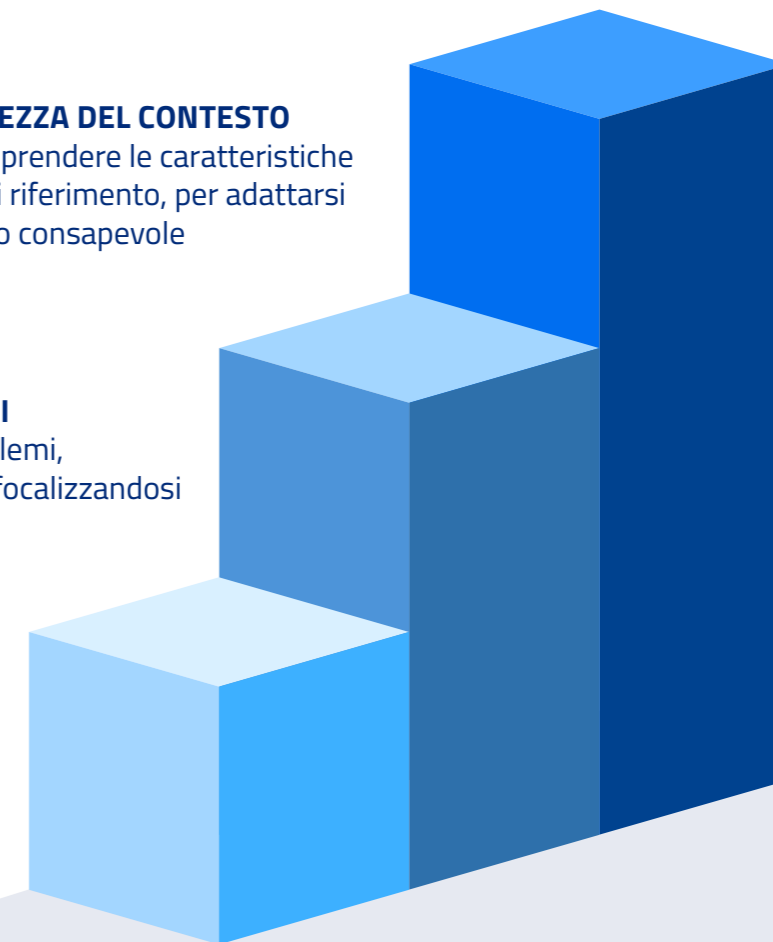 EZZA DEL CONTESTO
prendere le caratteristiche
i riferimento, per adattarsi
o consapevole
I
lemi,
focalizzandosi